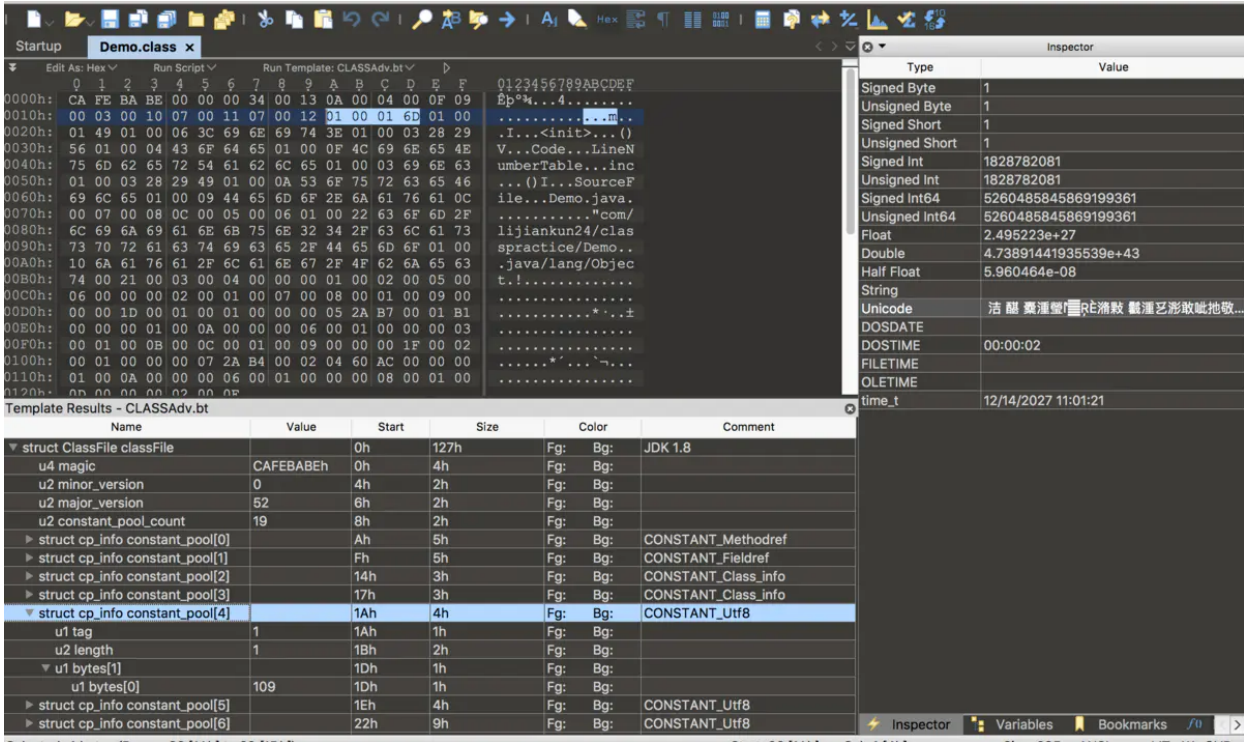 Startup Demo.class ×
Edit As: Hex Run Script Run Template: CLASSAdv.bt
0 1 2 3 4 5 6 7 8 9 A B C D E F 0123456789ABCDEF
0000h: CA FE BA BE 00 00 00 34 00 13 0A 00 04 00 0F 09 Êþº¾...4........
0010h: 00 03 00 10 07 00 11 07 00 12 01 00 01 6D 01 00 .............m..
0020h: 01 49 01 00 06 3C 69 6E 69 74 3E 01 00 03 28 29 .I...<init>...()
0030h: 56 01 00 04 43 6F 64 65 01 00 0F 4C 69 6E 65 4E V...Code...LineN
0040h: 75 6D 62 65 72 54 61 62 6C 65 01 00 03 69 6E 63 umberTable...inc
0050h: 01 00 03 28 29 49 01 00 0A 53 6F 75 72 63 65 46 ...()I...SourceF
0060h: 69 6C 65 01 00 09 44 65 6D 6F 2E 6A 61 76 61 0C ile...Demo.java.
0070h: 00 07 00 08 0C 00 05 00 06 01 00 22 63 6F 6D 2F ..........."com/
0080h: 6C 69 6A 69 61 6E 6B 75 6E 32 34 2F 63 6C 61 73 lijiankun24/clas
0090h: 73 70 72 61 63 74 69 63 65 2F 44 65 6D 6F 01 00 spractice/Demo..
00A0h: 10 6A 61 76 61 2F 6C 61 6E 67 2F 4F 62 6A 65 63 .java/lang/Objec
00B0h: 74 00 21 00 03 00 04 00 00 00 01 00 02 00 05 00 t.!.............
00C0h: 06 00 00 00 02 00 01 00 07 00 08 00 01 00 09 00 ................
00D0h: 00 00 1D 00 01 00 01 00 00 00 05 2A B7 00 01 B1 ...........*·..±
00E0h: 00 00 00 01 00 0A 00 00 00 06 00 01 00 00 00 03 ................
00F0h: 00 01 00 0B 00 0C 00 01 00 09 00 00 00 1F 00 02 ................
0100h: 00 01 00 00 00 07 2A B4 00 02 04 60 AC 00 00 00 ......*´...`¬...
0110h: 01 00 0A 00 00 00 06 00 01 00 00 00 08 00 01 00 ................
0120h: 0D 00 00 00 02 00 0E
Inspector
Type Value
Signed Byte 1
Unsigned Byte 1
Signed Short 1
Unsigned Short 1
Signed Int 1828782081
Unsigned Int 1828782081
Signed Int64 5260485845869199361
Unsigned Int64 5260485845869199361
Float 2.495223e+27
Double 4.73891441935539e+43
Half Float 5.960464e-08
String
Unicode
DOSDATE
DOSTIME 00:00:02
FILETIME
OLETIME
time_t 12/14/2027 11:01:21
Template Results - CLASSAdv.bt
Name Value Start Size Color Comment
struct ClassFile classFile 0h 127h Fg: Bg: JDK 1.8
u4 magic CAFEBABEh 0h 4h Fg: Bg:
u2 minor_version 0 4h 2h Fg: Bg:
u2 major_version 52 6h 2h Fg: Bg:
u2 constant_pool_count 19 8h 2h Fg: Bg:
struct cp_info constant_pool[0] Ah 5h Fg: Bg: CONSTANT_Methodref
struct cp_info constant_pool[1] Fh 5h Fg: Bg: CONSTANT_Fieldref
struct cp_info constant_pool[2] 14h 3h Fg: Bg: CONSTANT_Class_info
struct cp_info constant_pool[3] 17h 3h Fg: Bg: CONSTANT_Class_info
struct cp_info constant_pool[4] 1Ah 4h Fg: Bg: CONSTANT_Utf8
u1 tag 1 1Ah 1h Fg: Bg:
u2 length 1 1Bh 2h Fg: Bg:
u1 bytes[1] 1Dh 1h Fg: Bg:
u1 bytes[0] 109 1Dh 1h Fg: Bg:
struct cp_info constant_pool[5] 1Eh 4h Fg: Bg: CONSTANT_Utf8
struct cp_info constant_pool[6] 22h 9h Fg: Bg: CONSTANT_Utf8
Inspector Variables Bookmarks